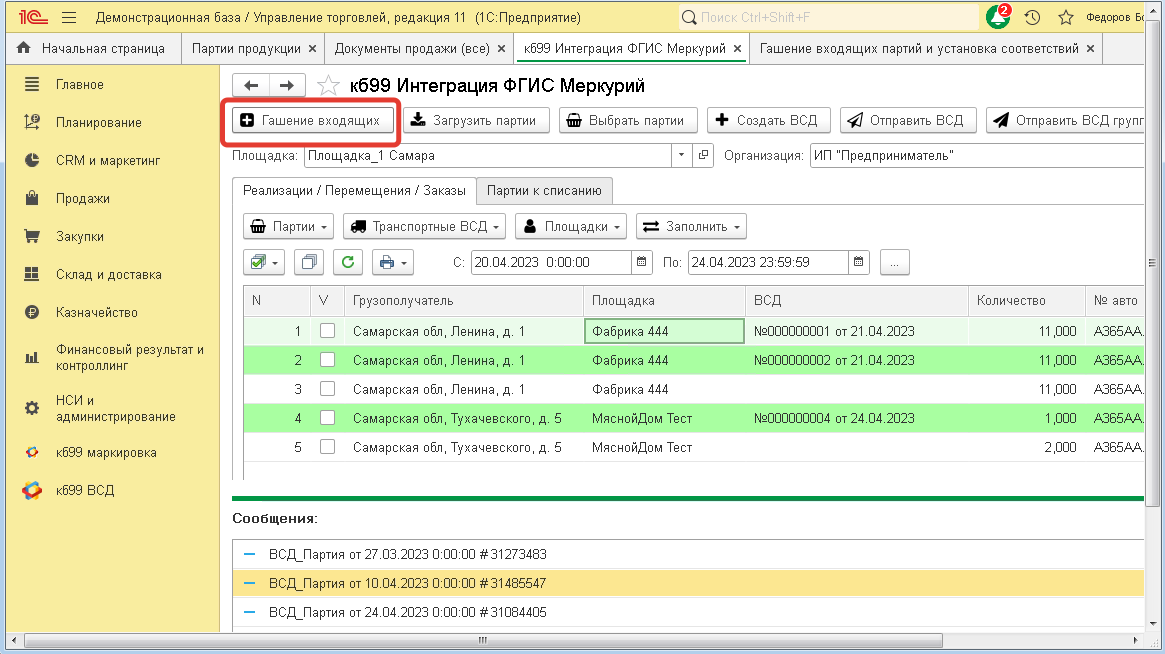 1С Демонстрационная база / Управление торговлей, редакция 11 (1С:Предприятие) Поиск Ctrl+Shift+F 2 Федоров Бо
Начальная страница Партии продукции × Документы продажи (все) × кб99 Интеграция ФГИС Меркурий × Гашение входящих партий и установка соответствий ×
Главное
Планирование
CRM и маркетинг
Продажи
Закупки
Склад и доставка
Казначейство
Финансовый результат и
контроллинг
НСИ и
администрирование
кб99 маркировка
кб99 ВСД
кб99 Интеграция ФГИС Меркурий
Гашение входящих Загрузить партии Выбрать партии Создать ВСД Отправить ВСД Отправить ВСД групп
Площадка: Площадка_1 Самара Организация: ИП "Предприниматель"
Реализации / Перемещения / Заказы Партии к списанию
Партии Транспортные ВСД Площадки Заполнить
С: 20.04.2023 0:00:00 По: 24.04.2023 23:59:59 ...
N V Грузополучатель Площадка ВСД Количество № авто
1 Самарская обл, Ленина, д. 1 Фабрика 444 №000000001 от 21.04.2023 11,000 А365АА.
2 Самарская обл, Ленина, д. 1 Фабрика 444 №000000002 от 21.04.2023 11,000 А365АА.
3 Самарская обл, Ленина, д. 1 Фабрика 444 11,000 А365АА.
4 Самарская обл, Тухачевского, д. 5 МяснойДом Тест №000000004 от 24.04.2023 1,000 А365АА.
5 Самарская обл, Тухачевского, д. 5 МяснойДом Тест 2,000 А365АА.
Сообщения:
ВСД_Партия от 27.03.2023 0:00:00 #31273483
ВСД_Партия от 10.04.2023 0:00:00 #31485547
ВСД_Партия от 24.04.2023 0:00:00 #31084405